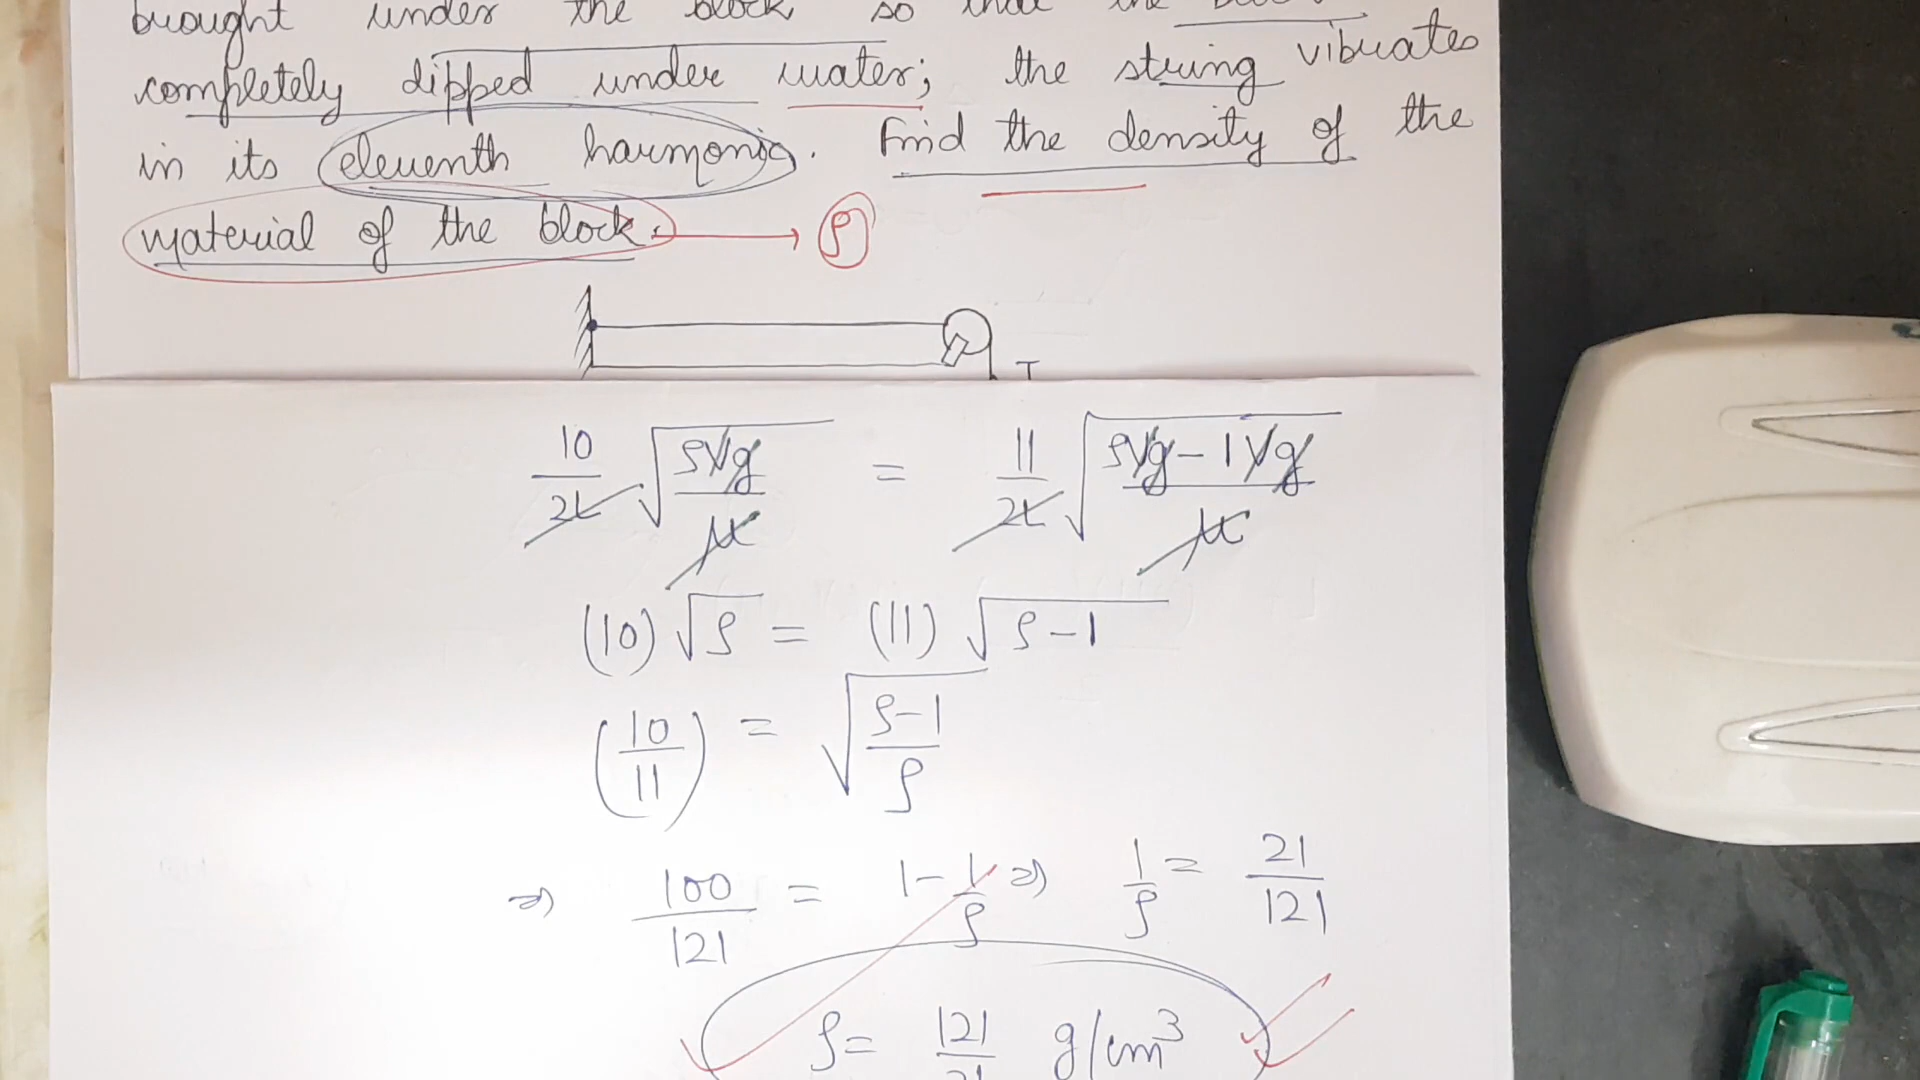 brought under the block so that the block
completely dipped under water; the string vibrates
in its eleventh harmonic. Find the density of the
material of the block. → ρ
T
10/2L √(ρVg/μ) = 11/2L √((ρVg-1Vg)/μ)
(10)√ρ = (11)√(ρ-1)
(10/11) = √((ρ-1)/ρ)
⇒ 100/121 = 1-1/ρ ⇒ 1/ρ = 21/121
ρ = 121/21 g/cm³